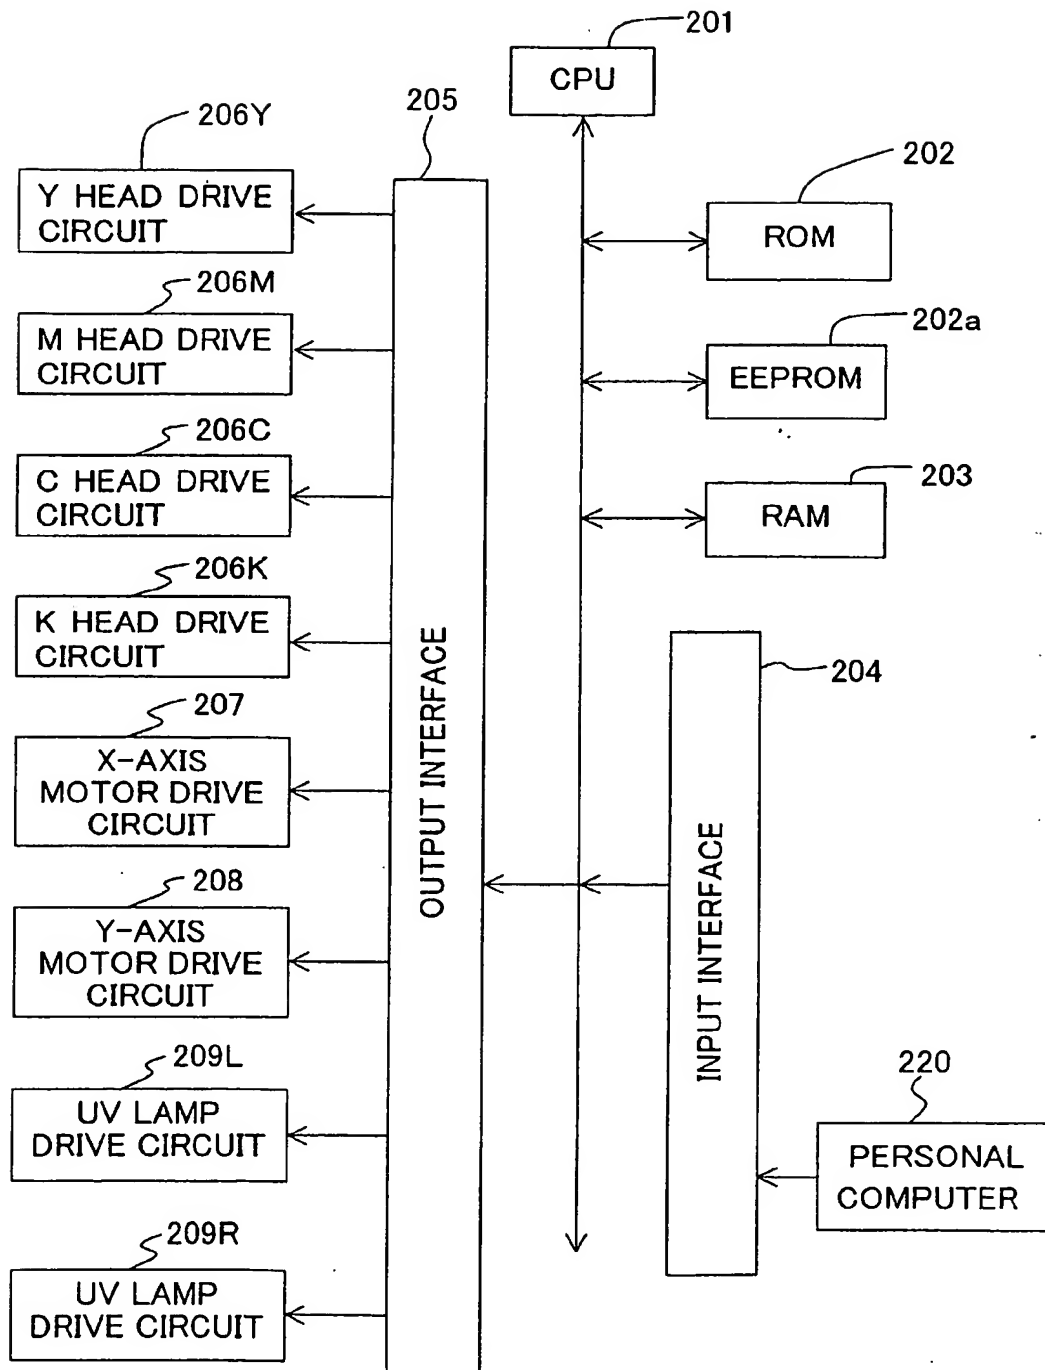 201
CPU
205
206Y
Y HEAD DRIVE
CIRCUIT
202
ROM
206M
M HEAD DRIVE
CIRCUIT
202a
EEPROM
206C
C HEAD DRIVE
CIRCUIT
203
RAM
206K
K HEAD DRIVE
CIRCUIT
OUTPUT INTERFACE
204
INPUT INTERFACE
207
X-AXIS
MOTOR DRIVE
CIRCUIT
208
Y-AXIS
MOTOR DRIVE
CIRCUIT
209L
UV LAMP
DRIVE CIRCUIT
220
PERSONAL
COMPUTER
209R
UV LAMP
DRIVE CIRCUIT